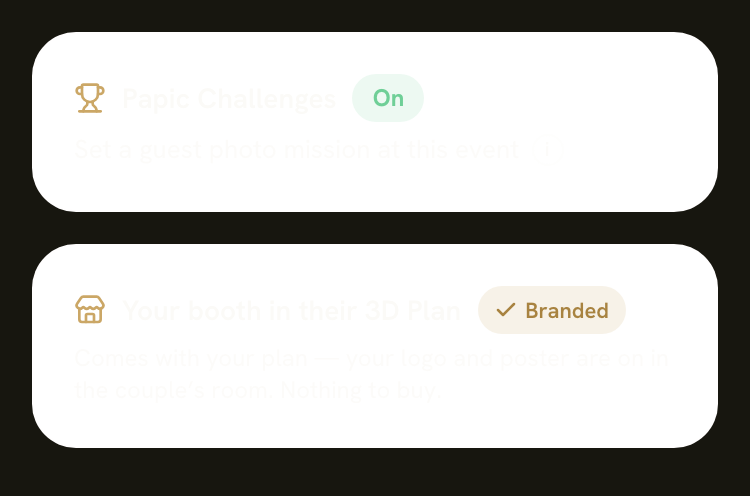 Papic Challenges On
Set a guest photo mission at this event
Your booth in their 3D Plan Branded
Comes with your plan — your logo and poster are on in
the couple's room. Nothing to buy.